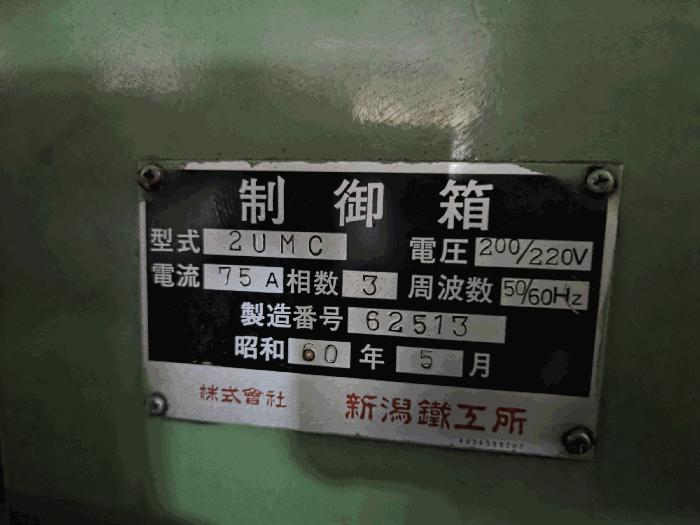 制御箱
型式 2UMC 電圧 200/220V
電流 75A 相数 3 周波数 50/60Hz
製造番号 62513
昭和 60 年 5 月
株式會社 新潟鐵工所